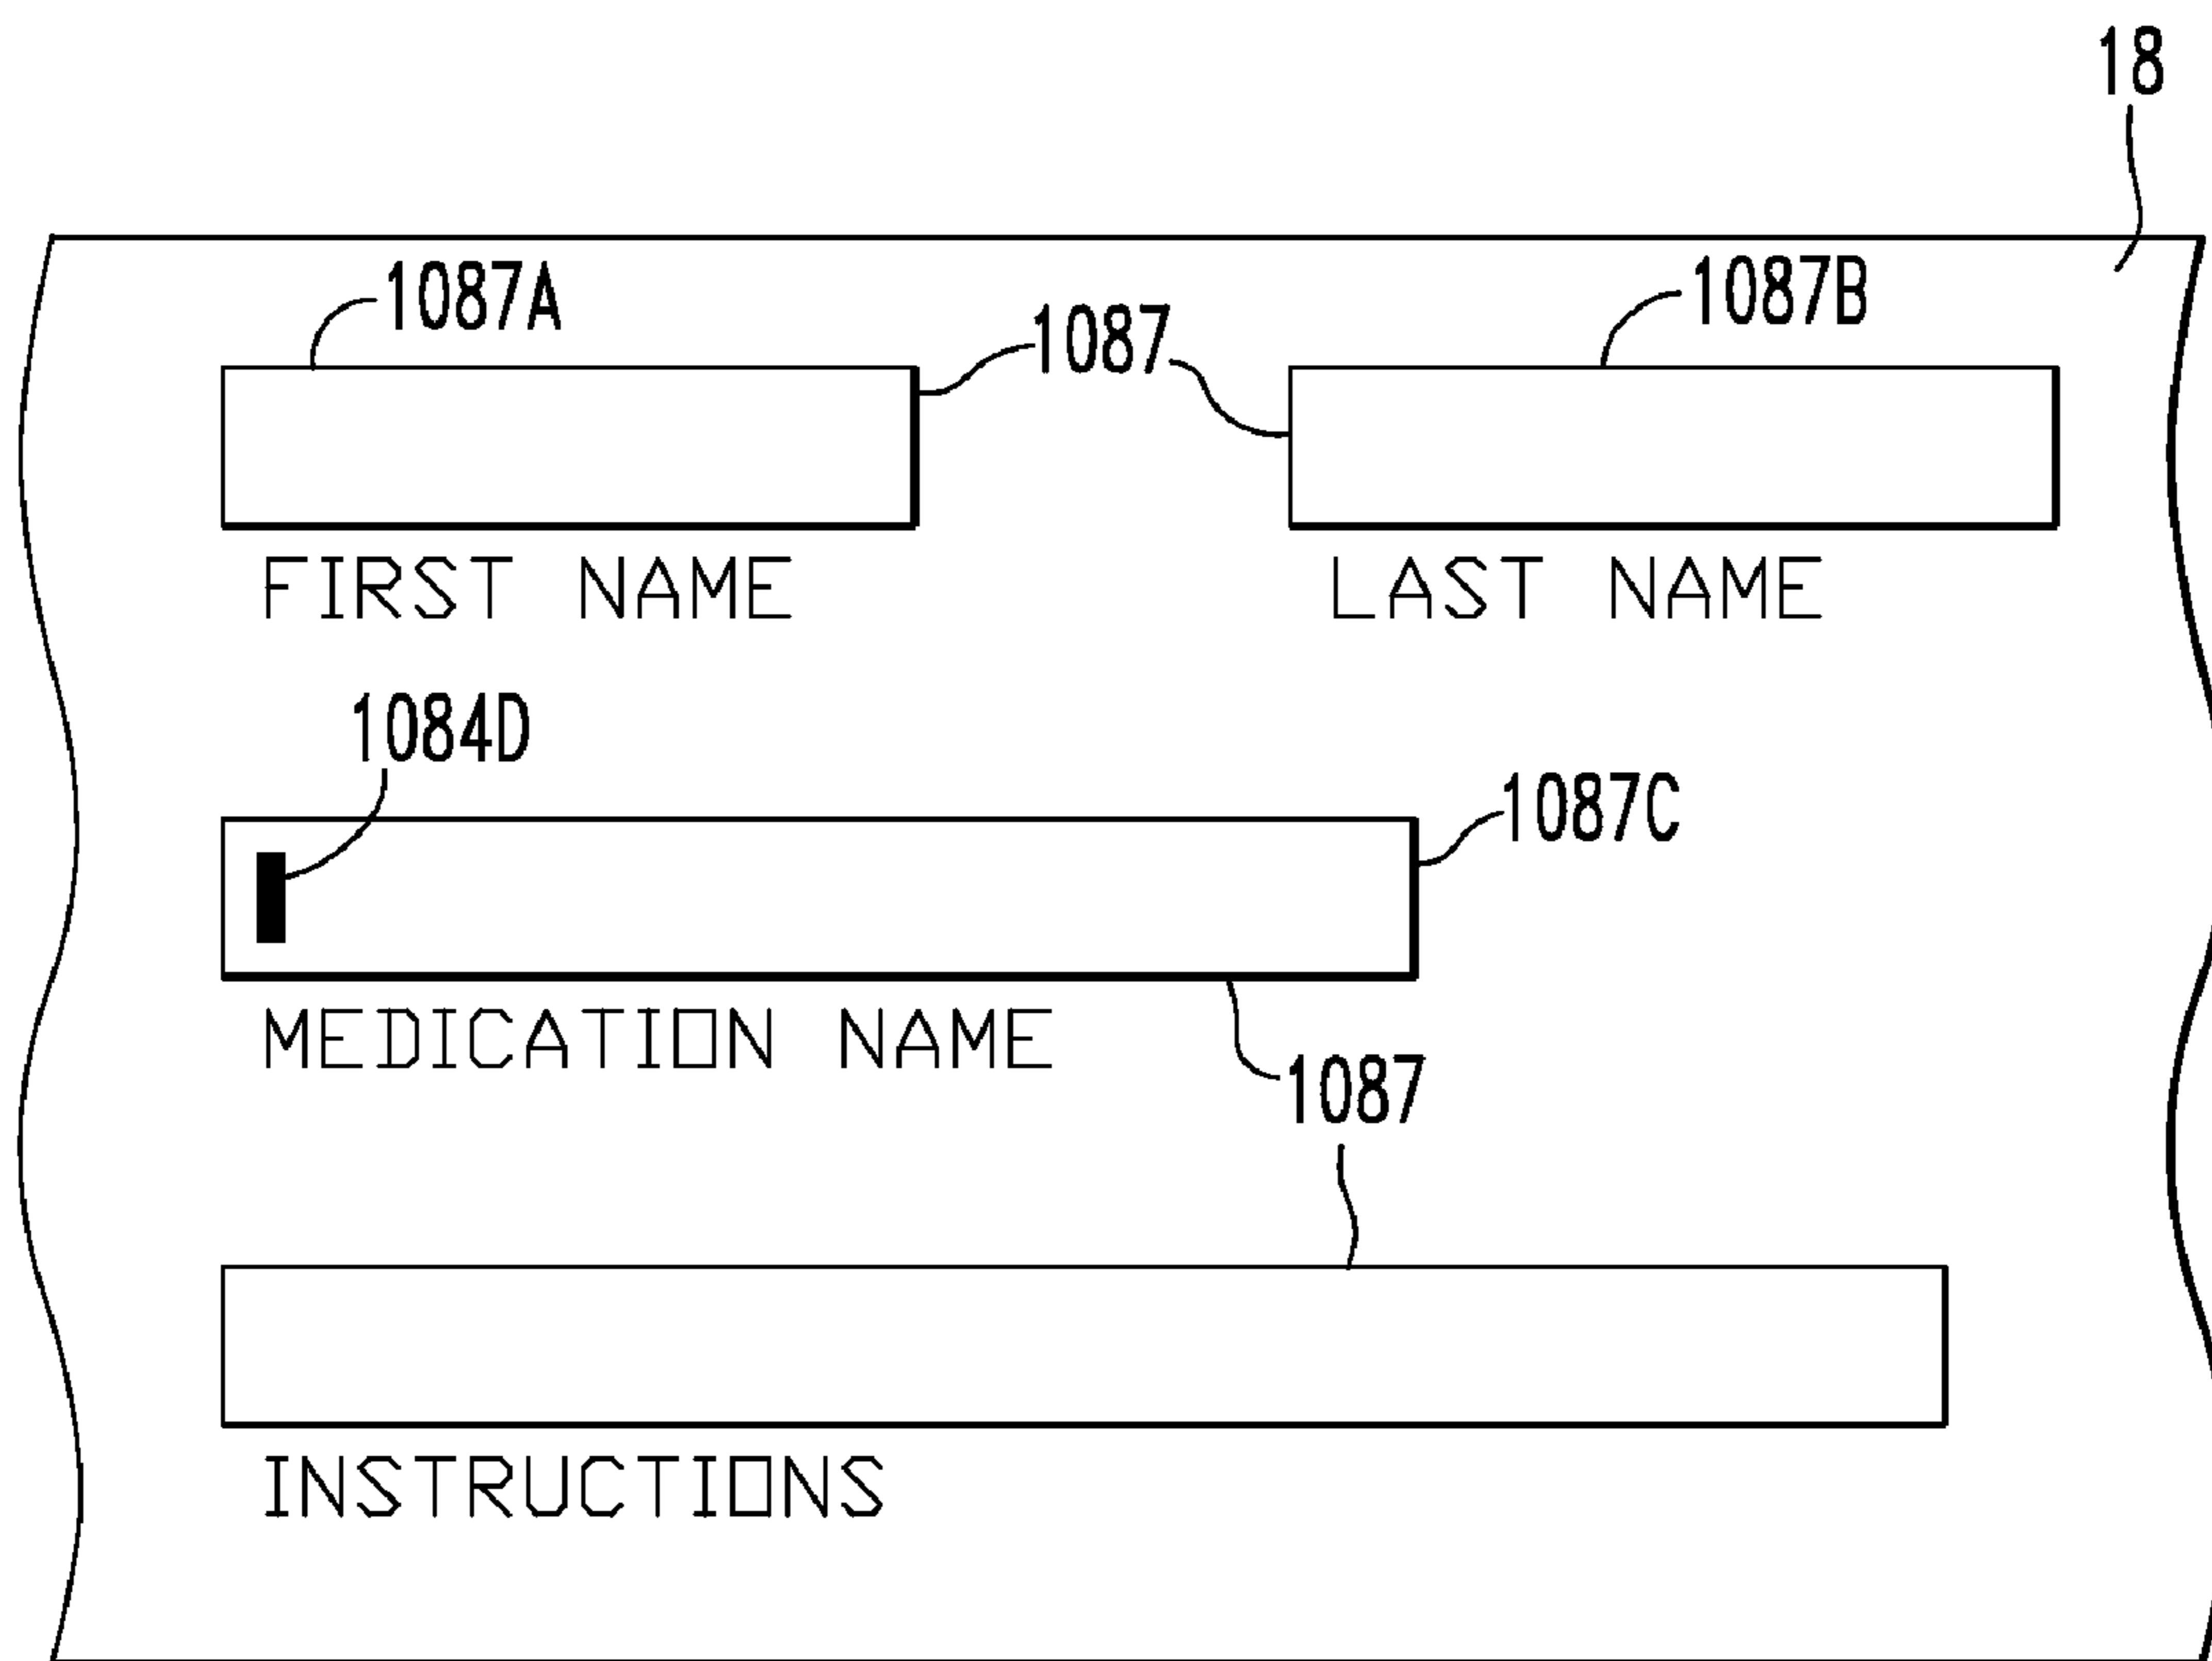 18
1087A 1087 1087B
FIRST NAME LAST NAME
1084D
1087C
MEDICATION NAME
1087
INSTRUCTIONS